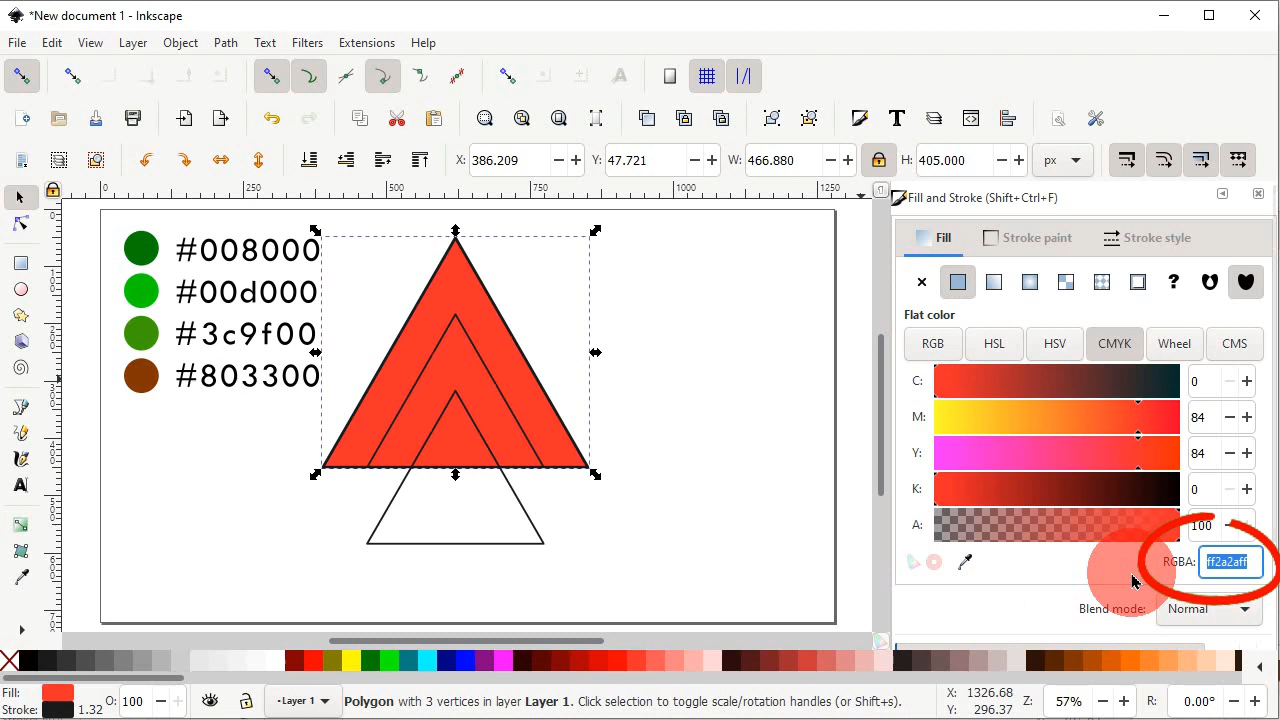 *New document 1 - Inkscape
File Edit View Layer Object Path Text Filters Extensions Help
X: 386.209 Y: 47.721 W: 466.880 H: 405.000 px
0 250 500 750 1000 1250
Fill and Stroke (Shift+Ctrl+F)
Fill Stroke paint Stroke style
#008000
#00d000
#3c9f00
#803300
Flat color
RGB HSL HSV CMYK Wheel CMS
C: 0
M: 84
Y: 84
K: 0
A: 100
RGBA: ff2a2aff
Blend mode: Normal
Fill:
Stroke: 1.32
O: 100
Layer 1
Polygon with 3 vertices in layer Layer 1. Click selection to toggle scale/rotation handles (or Shift+s).
X: 1326.68
Y: 296.37
Z: 57%
R: 0.00°